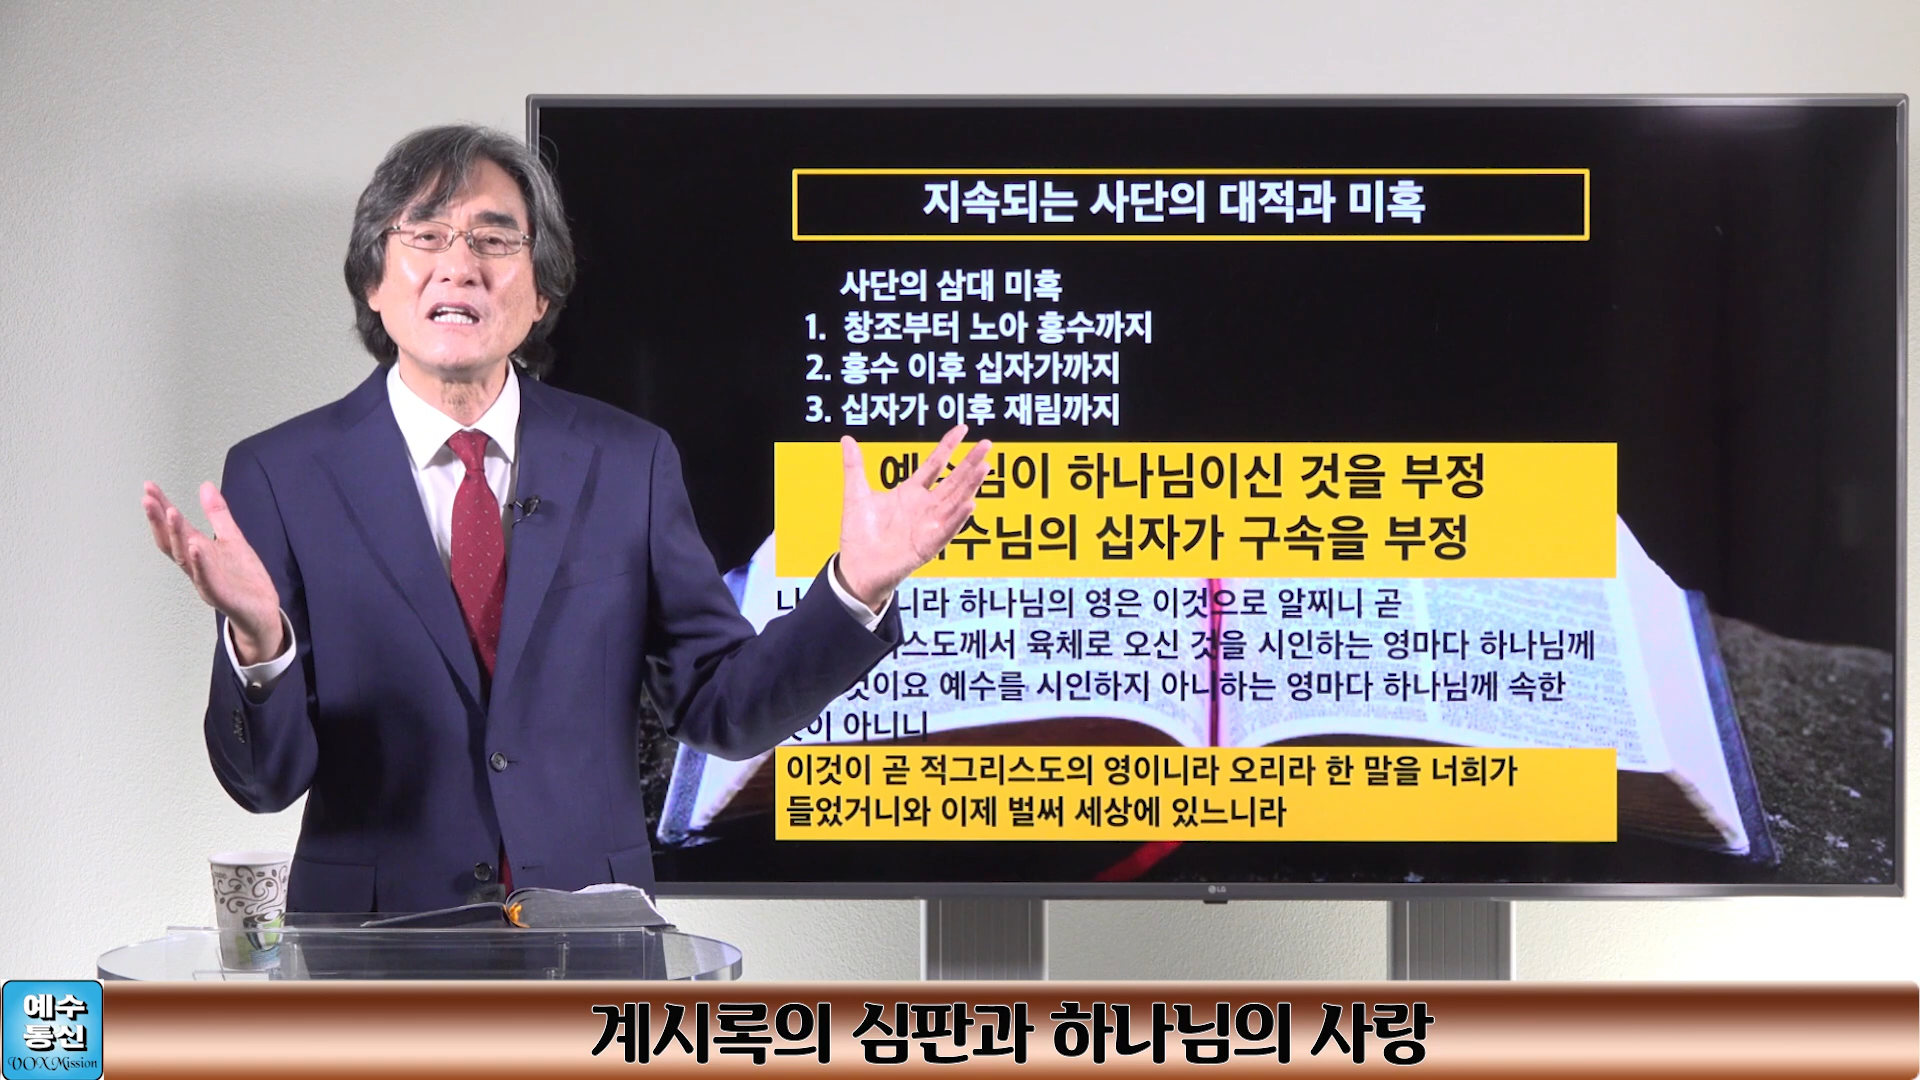 지속되는 사단의 대적과 미혹
사단의 삼대 미혹
1. 창조부터 노아 홍수까지
2. 홍수 이후 십자가까지
3. 십자가 이후 재림까지
예수님이 하나님이신 것을 부정
수님의 십자가 구속을 부정
니라 하나님의 영은 이것으로 알찌니 곧
스도께서 육체로 오신 것을 시인하는 영마다 하나님께
것이요 예수를 시인하지 아니하는 영마다 하나님께 속한
이 아니니
이것이 곧 적그리스도의 영이니라 오리라 한 말을 너희가
들었거니와 이제 벌써 세상에 있느니라
LG
예수
통신
VOX Mission
계시록의 심판과 하나님의 사랑